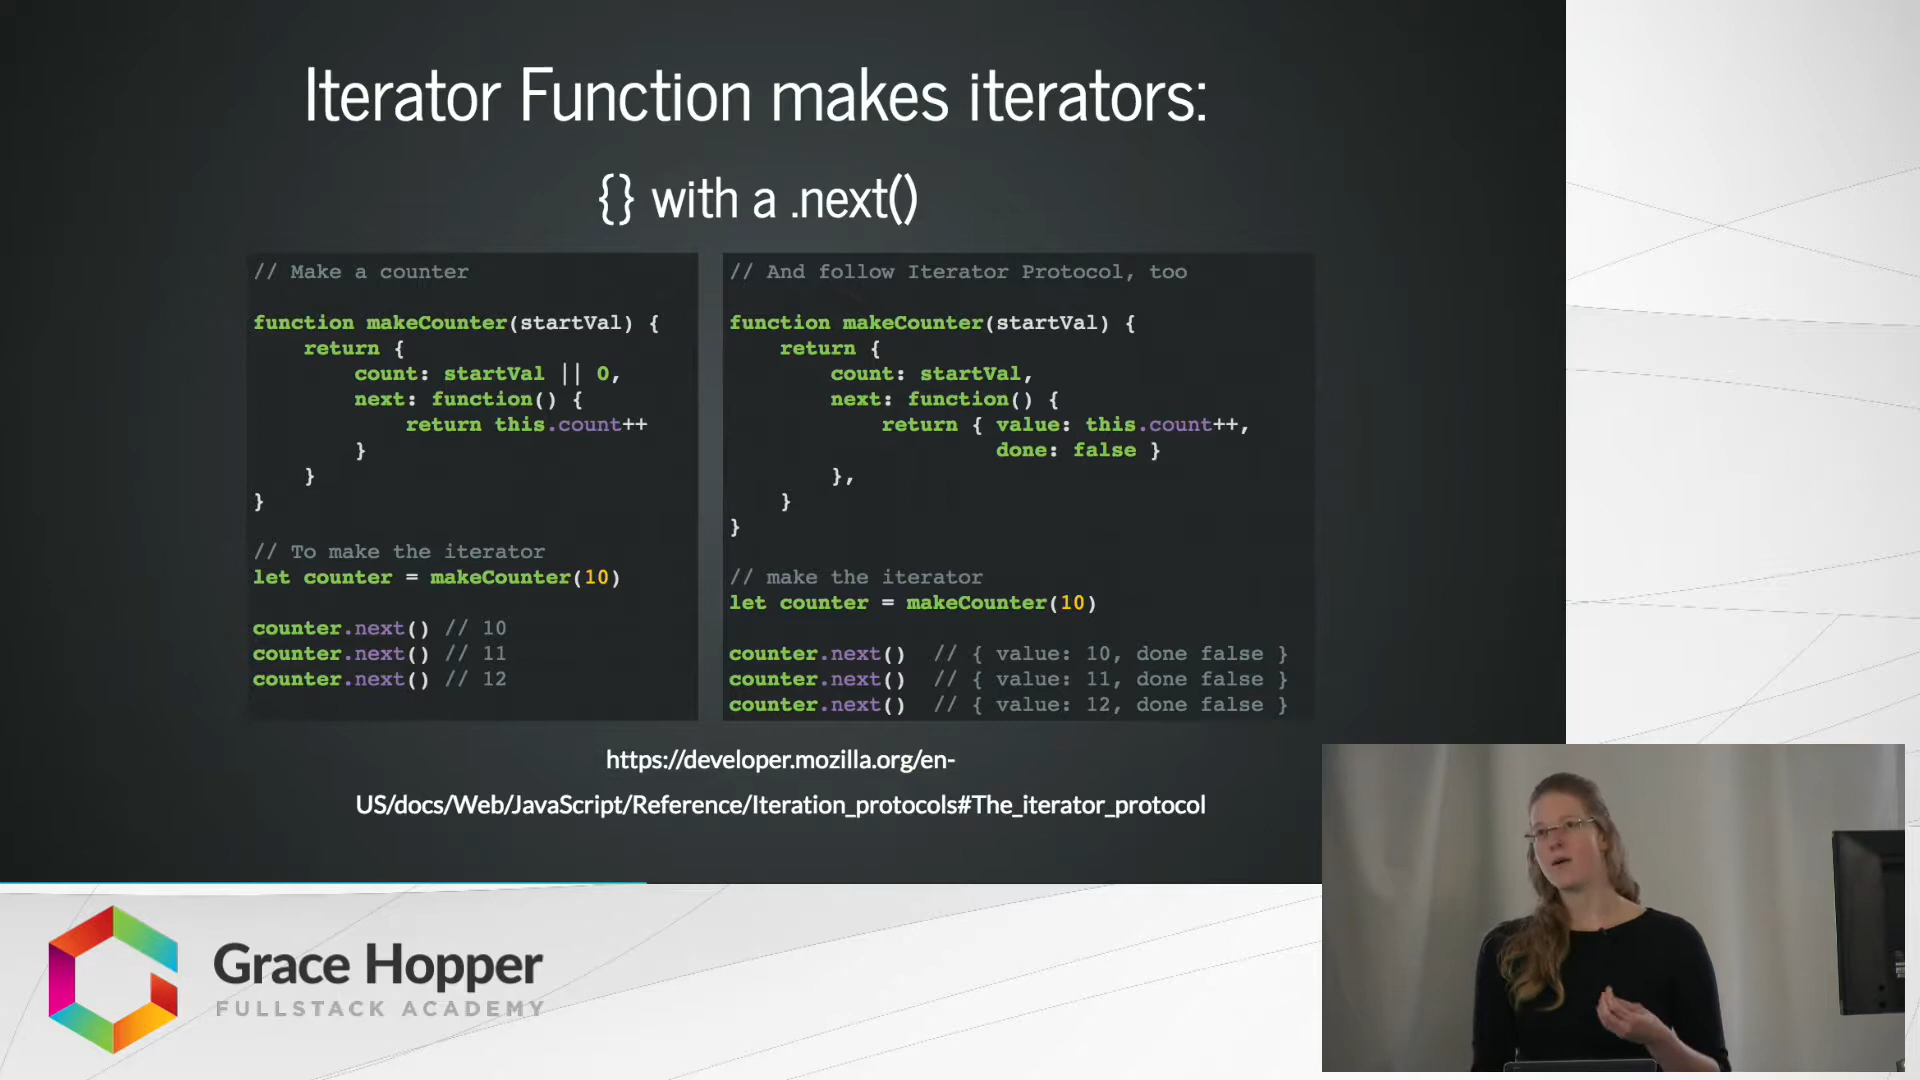 Iterator Function makes iterators:
{} with a .next()
// Make a counter
function makeCounter(startVal) {
return {
count: startVal || 0,
next: function() {
return this.count++
}
}
}
// To make the iterator
let counter = makeCounter(10)
counter.next() // 10
counter.next() // 11
counter.next() // 12
// And follow Iterator Protocol, too
function makeCounter(startVal) {
return {
count: startVal,
next: function() {
return { value: this.count++,
done: false }
},
}
}
// make the iterator
let counter = makeCounter(10)
counter.next() // { value: 10, done false }
counter.next() // { value: 11, done false }
counter.next() // { value: 12, done false }
https://developer.mozilla.org/en-
US/docs/Web/JavaScript/Reference/Iteration_protocols#The_iterator_protocol
Grace Hopper
FULLSTACK ACADEMY